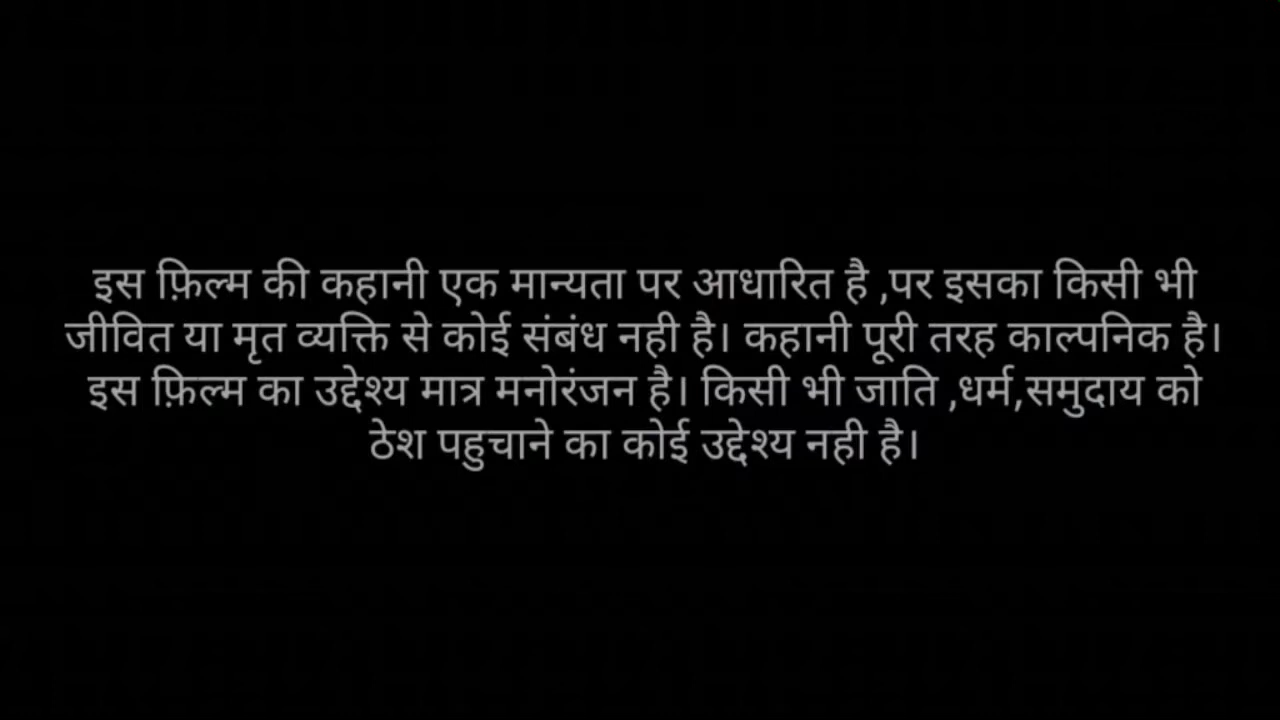 इस फ़िल्म की कहानी एक मान्यता पर आधारित है ,पर इसका किसी भी
जीवित या मृत व्यक्ति से कोई संबंध नही है। कहानी पूरी तरह काल्पनिक है।
इस फ़िल्म का उद्देश्य मात्र मनोरंजन है। किसी भी जाति ,धर्म,समुदाय को
ठेश पहुचाने का कोई उद्देश्य नही है।